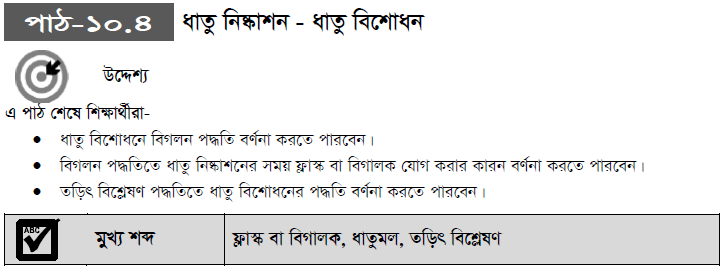 পাঠ-১০.৪ ধাতু নিষ্কাশন - ধাতু বিশোধন
উদ্দেশ্য
এ পাঠ শেষে শিক্ষার্থীরা-
• ধাতু বিশোধনে বিগলন পদ্ধতি বর্ণনা করতে পারবেন।
• বিগলন পদ্ধতিতে ধাতু নিষ্কাশনের সময় ফ্লাস্ক বা বিগালক যোগ করার কারন বর্ণনা করতে পারবেন।
• তড়িৎ বিশ্লেষণ পদ্ধতিতে ধাতু বিশোধনের পদ্ধতি বর্ণনা করতে পারবেন।
ABC মুখ্য শব্দ ফ্লাস্ক বা বিগালক, ধাতুমল, তড়িৎ বিশ্লেষণ